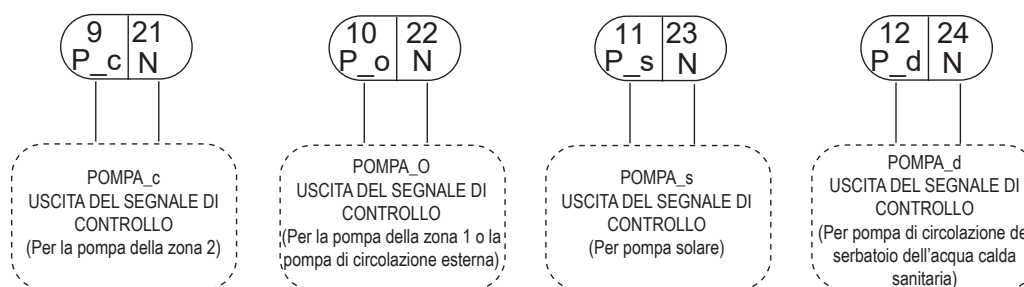 9 21
P_c N
POMPA_c
USCITA DEL SEGNALE DI
CONTROLLO
(Per la pompa della zona 2)
10 22
P_o N
POMPA_O
USCITA DEL SEGNALE DI
CONTROLLO
(Per la pompa della zona 1 o la
pompa di circolazione esterna)
11 23
P_s N
POMPA_s
USCITA DEL SEGNALE DI
CONTROLLO
(Per pompa solare)
12 24
P_d N
POMPA_d
USCITA DEL SEGNALE DI
CONTROLLO
(Per pompa di circolazione de
serbatoio dell'acqua calda
sanitaria)